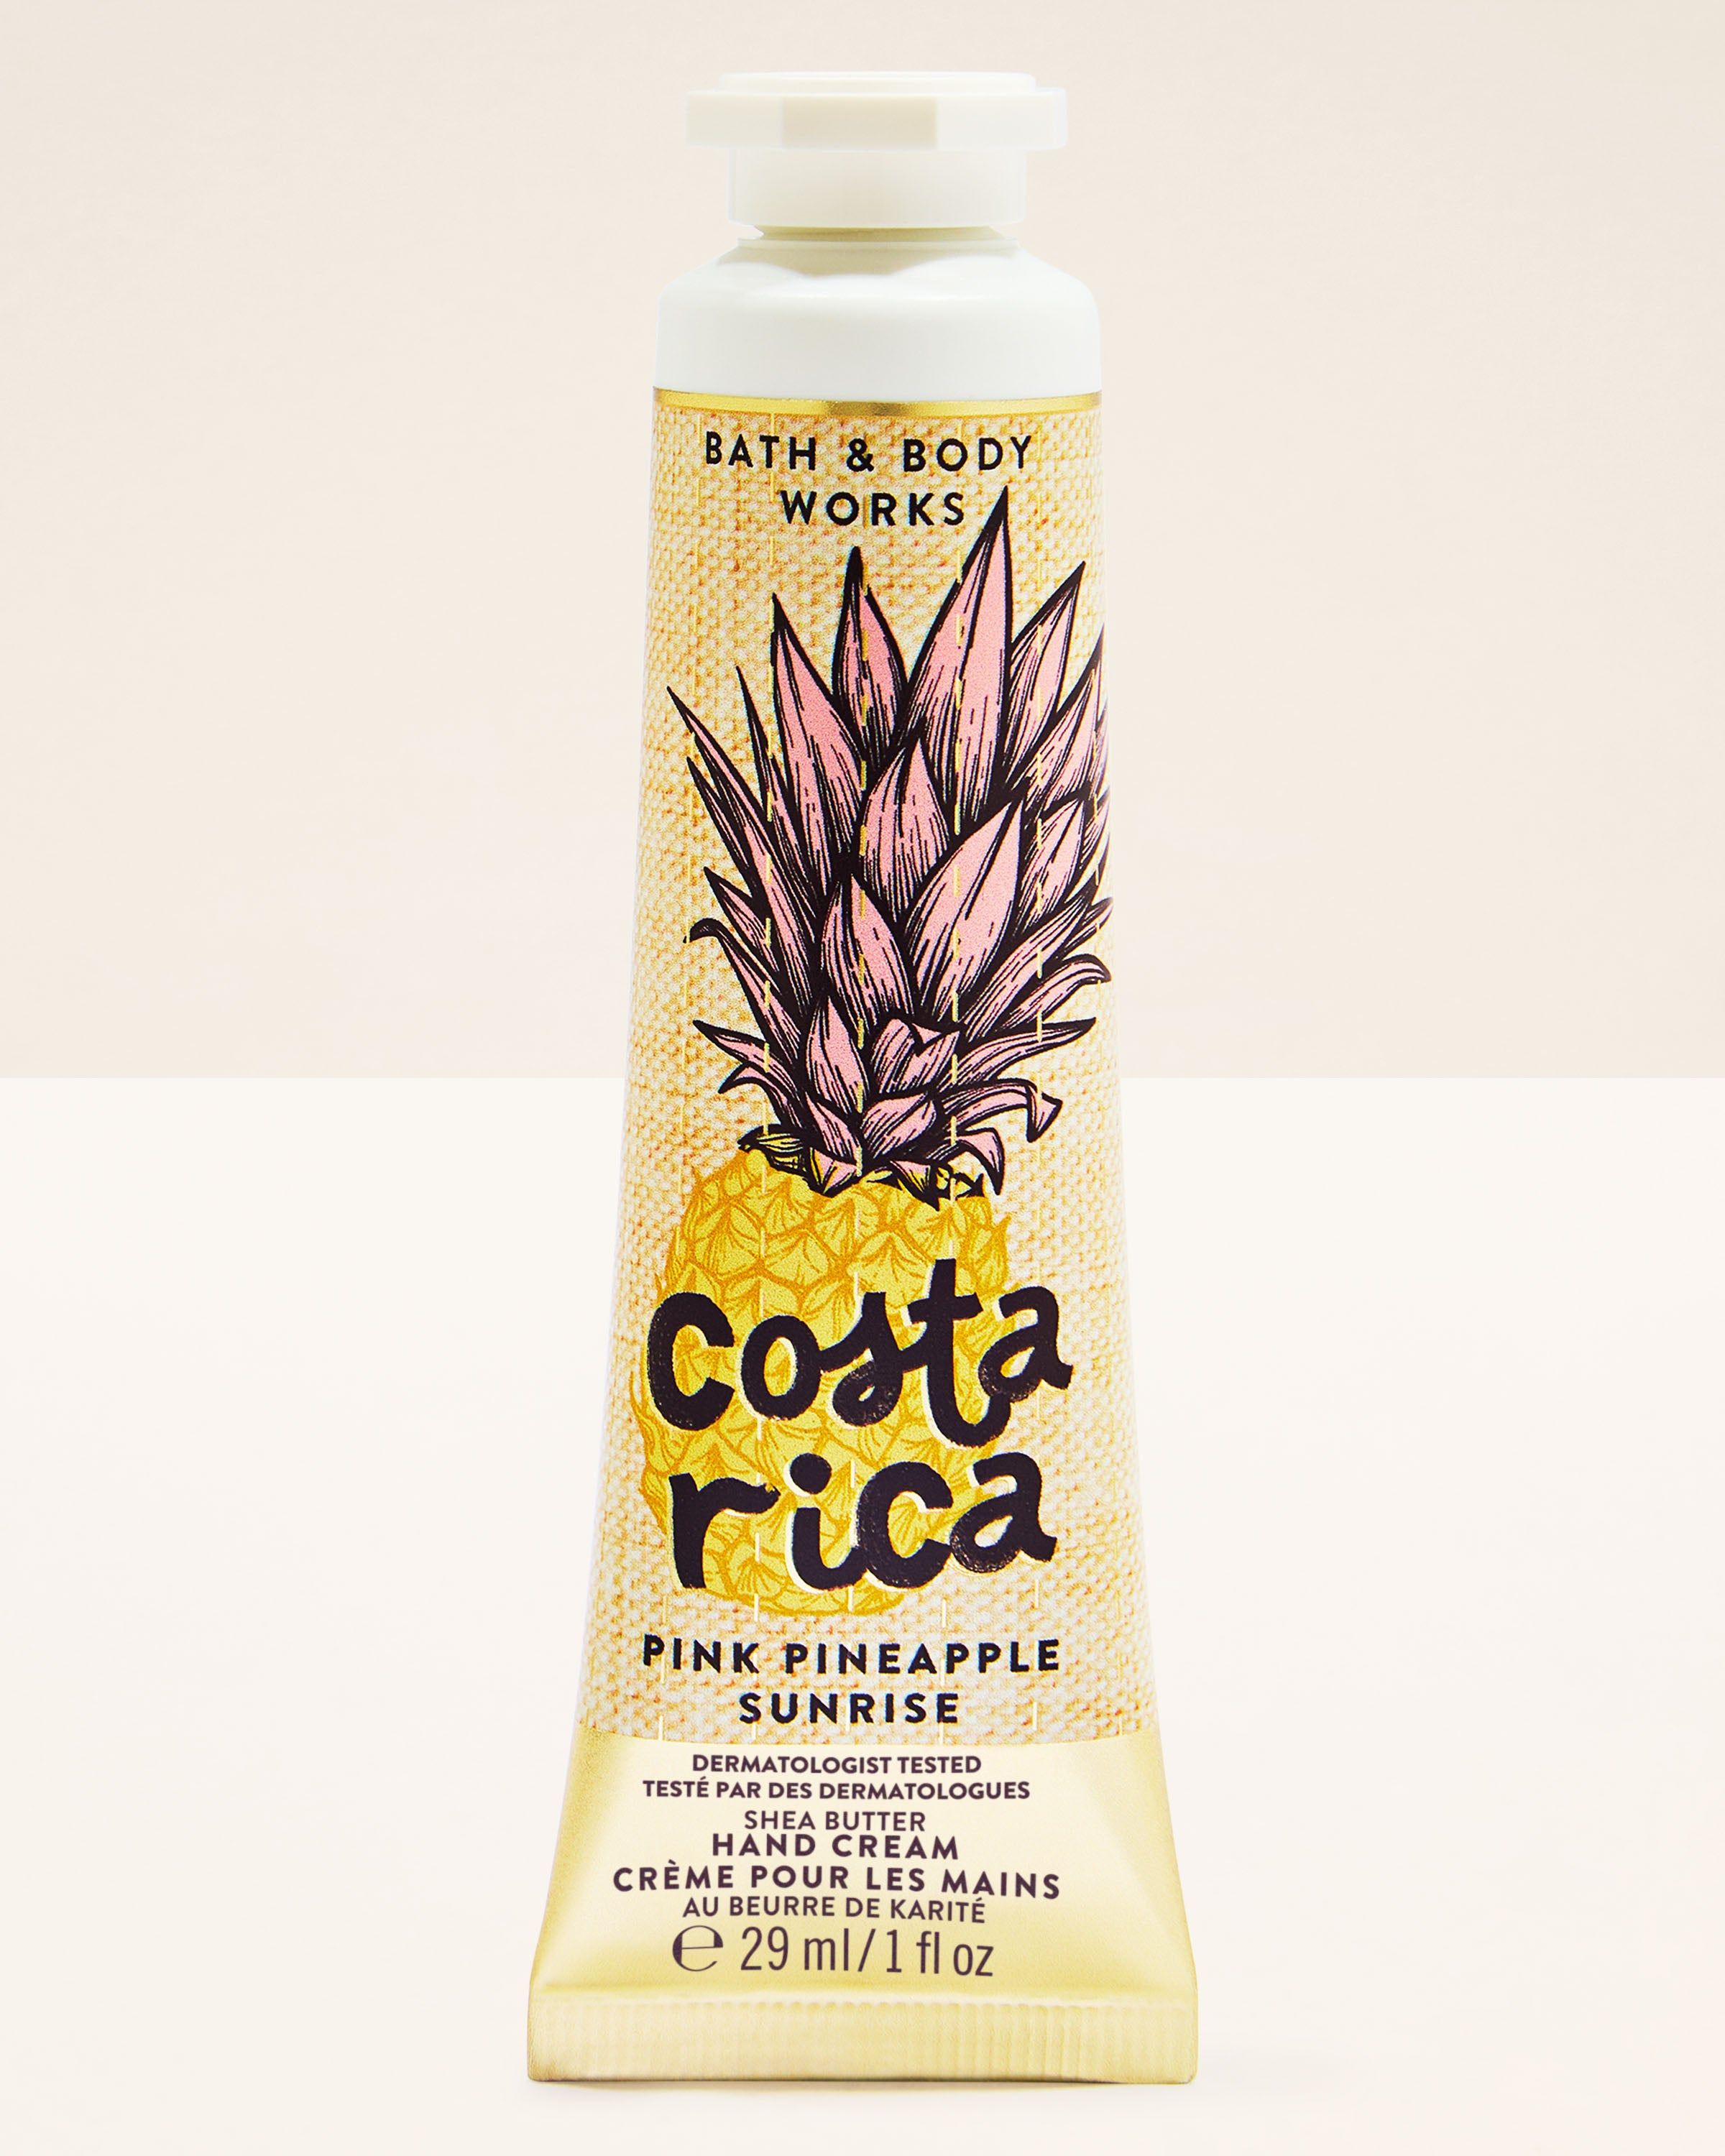 BATH & BODY
WORKS
costa
rica
PINK PINEAPPLE
SUNRISE
DERMATOLOGIST TESTED
TESTÉ PAR DES DERMATOLOGUES
SHEA BUTTER
HAND CREAM
CRÈME POUR LES MAINS
AU BEURRE DE KARITÉ
℮ 29 ml/1 fl oz